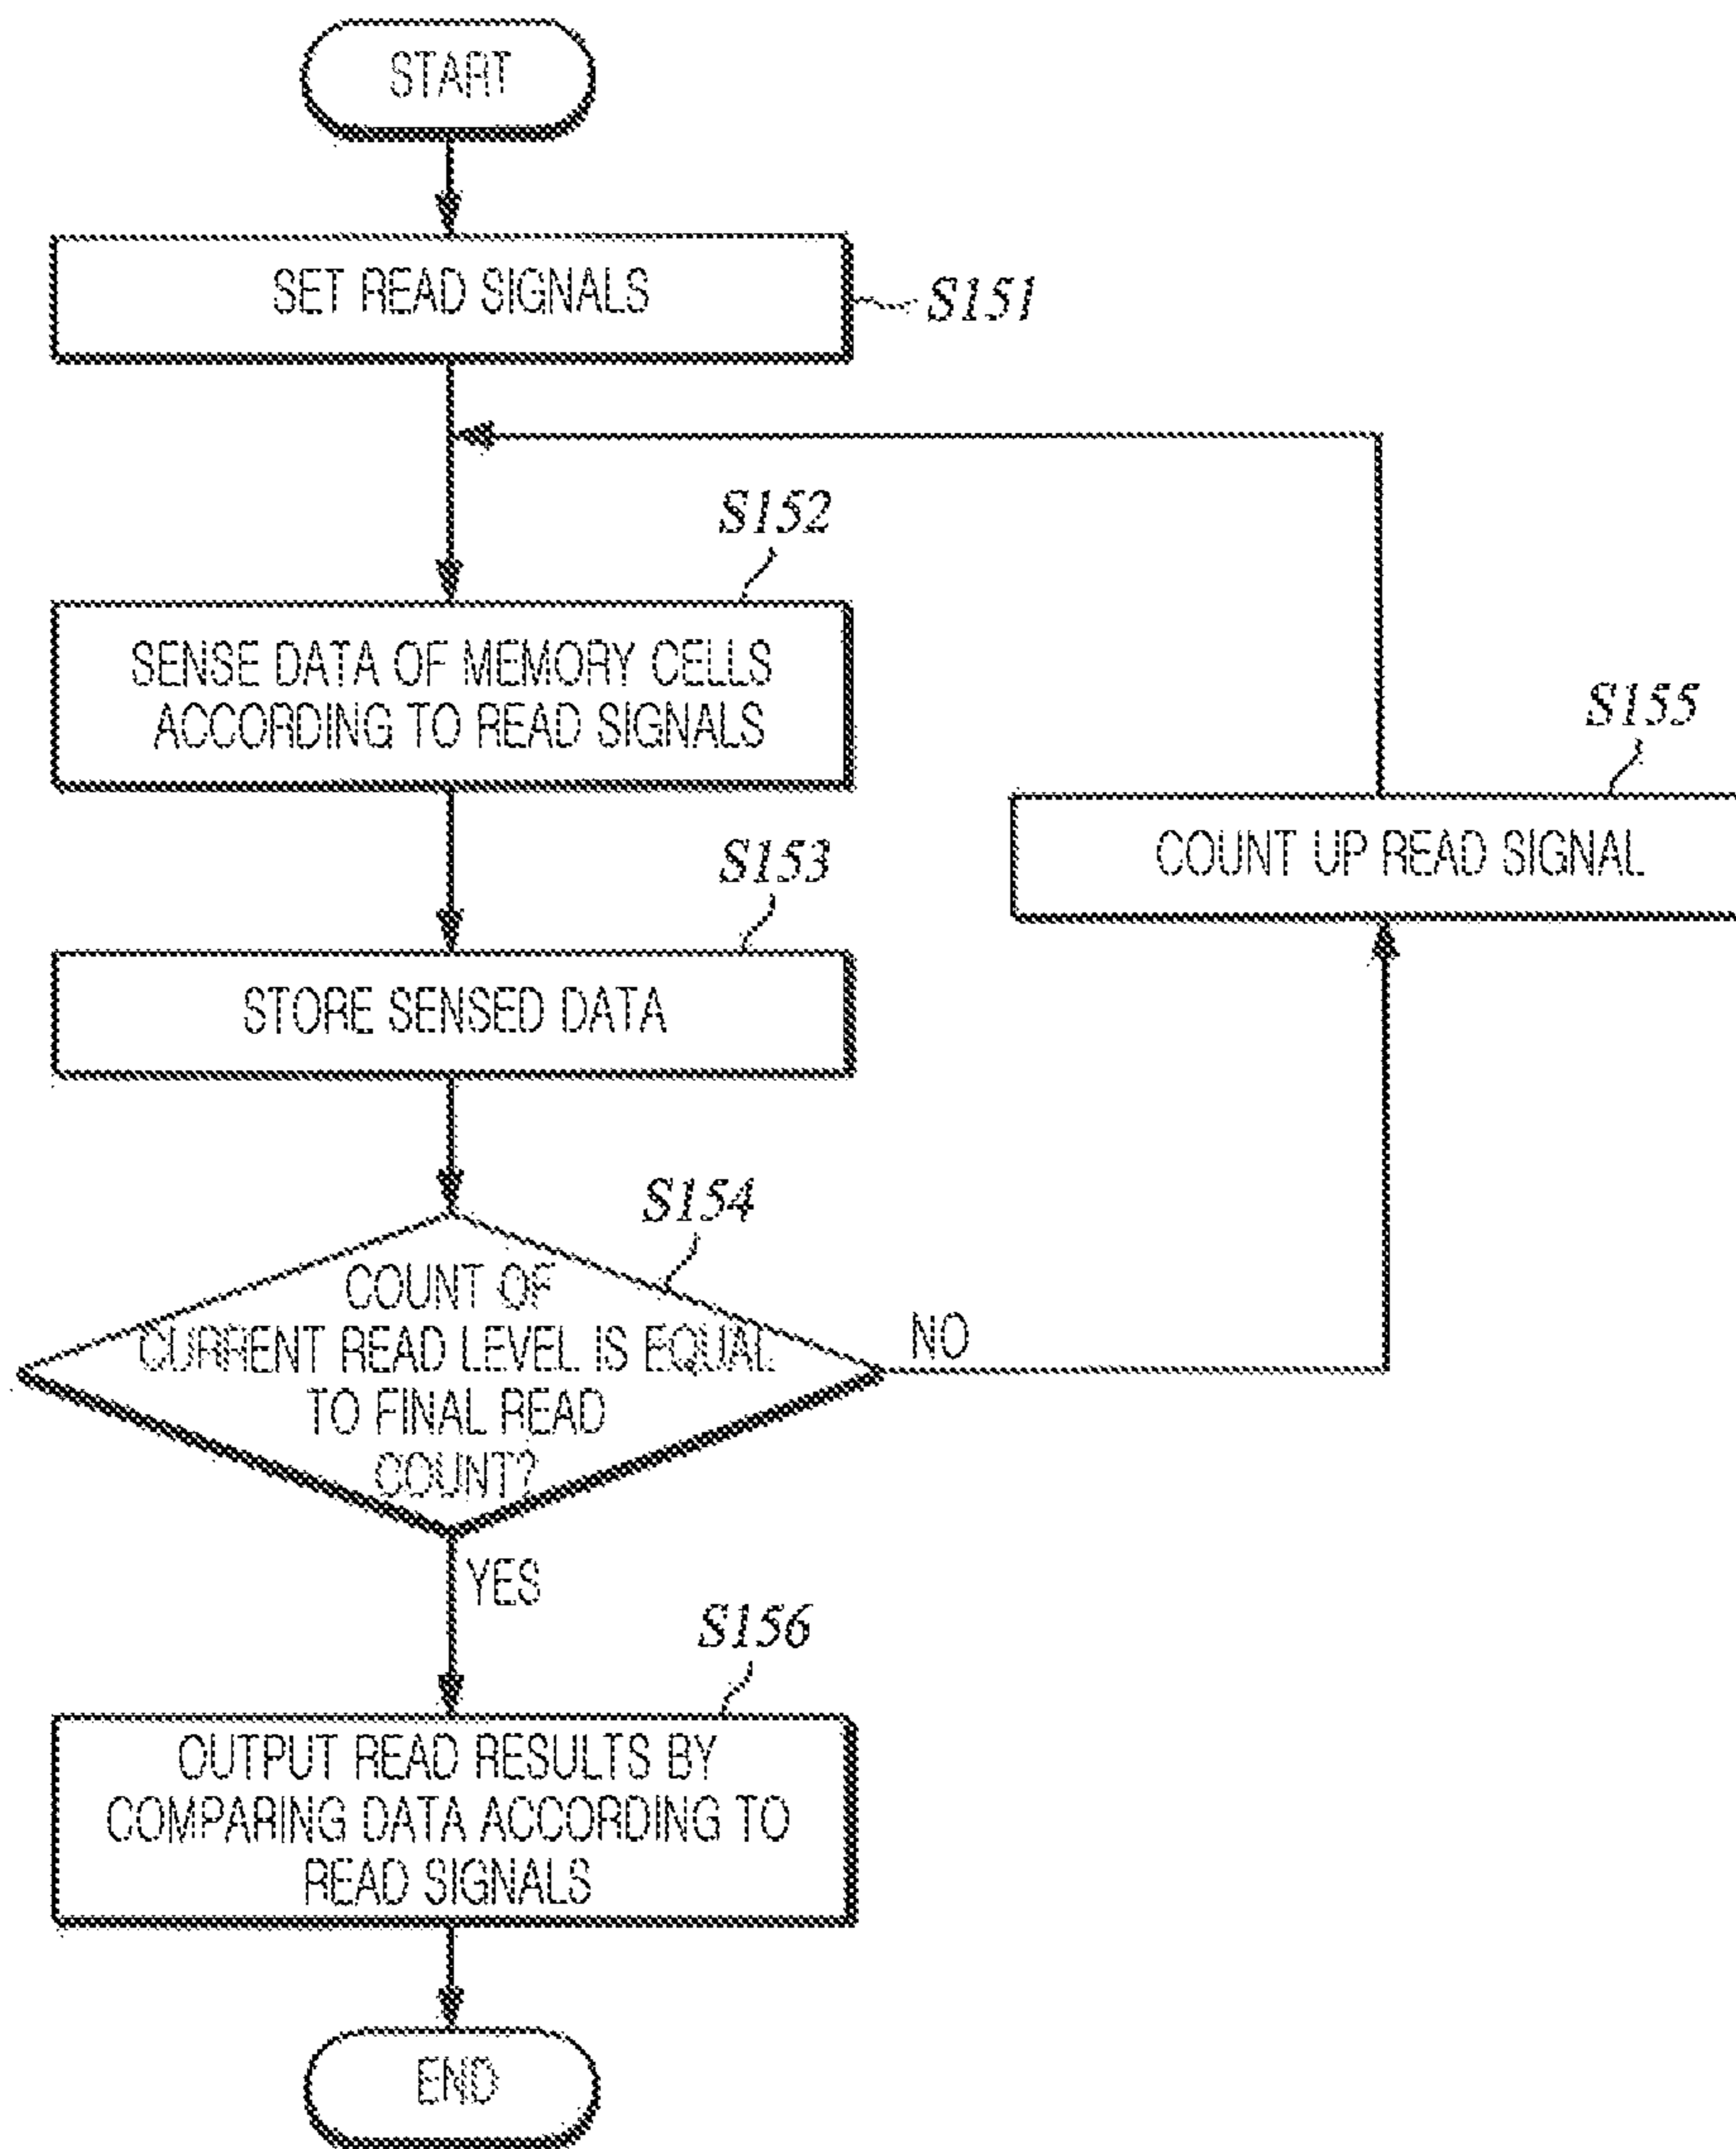 START
SET READ SIGNALS
S151
S152
SENSE DATA OF MEMORY CELLS
ACCORDING TO READ SIGNALS
S155
COUNT UP READ SIGNAL
S153
STORE SENSED DATA
S154
COUNT OF
CURRENT READ LEVEL IS EQUAL
TO FINAL READ
COUNT?
NO
YES
S156
OUTPUT READ RESULTS BY
COMPARING DATA ACCORDING TO
READ SIGNALS
END